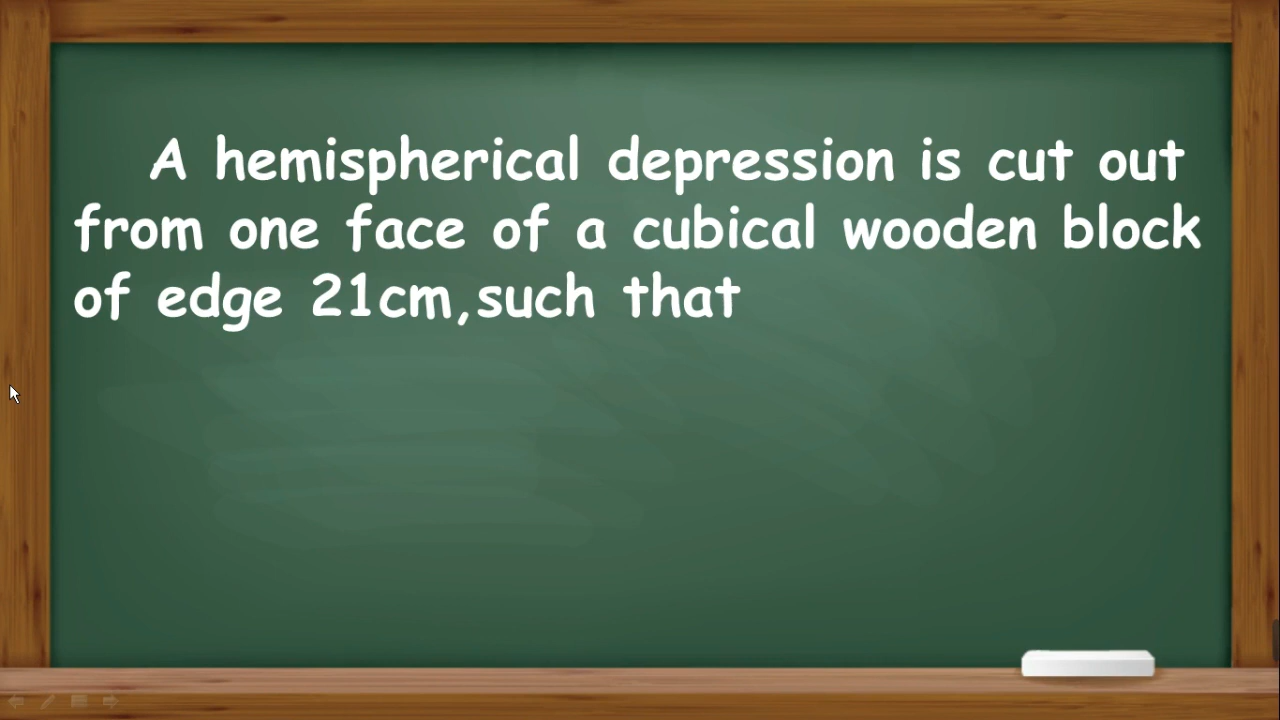 A hemispherical depression is cut out
from one face of a cubical wooden block
of edge 21cm,such that